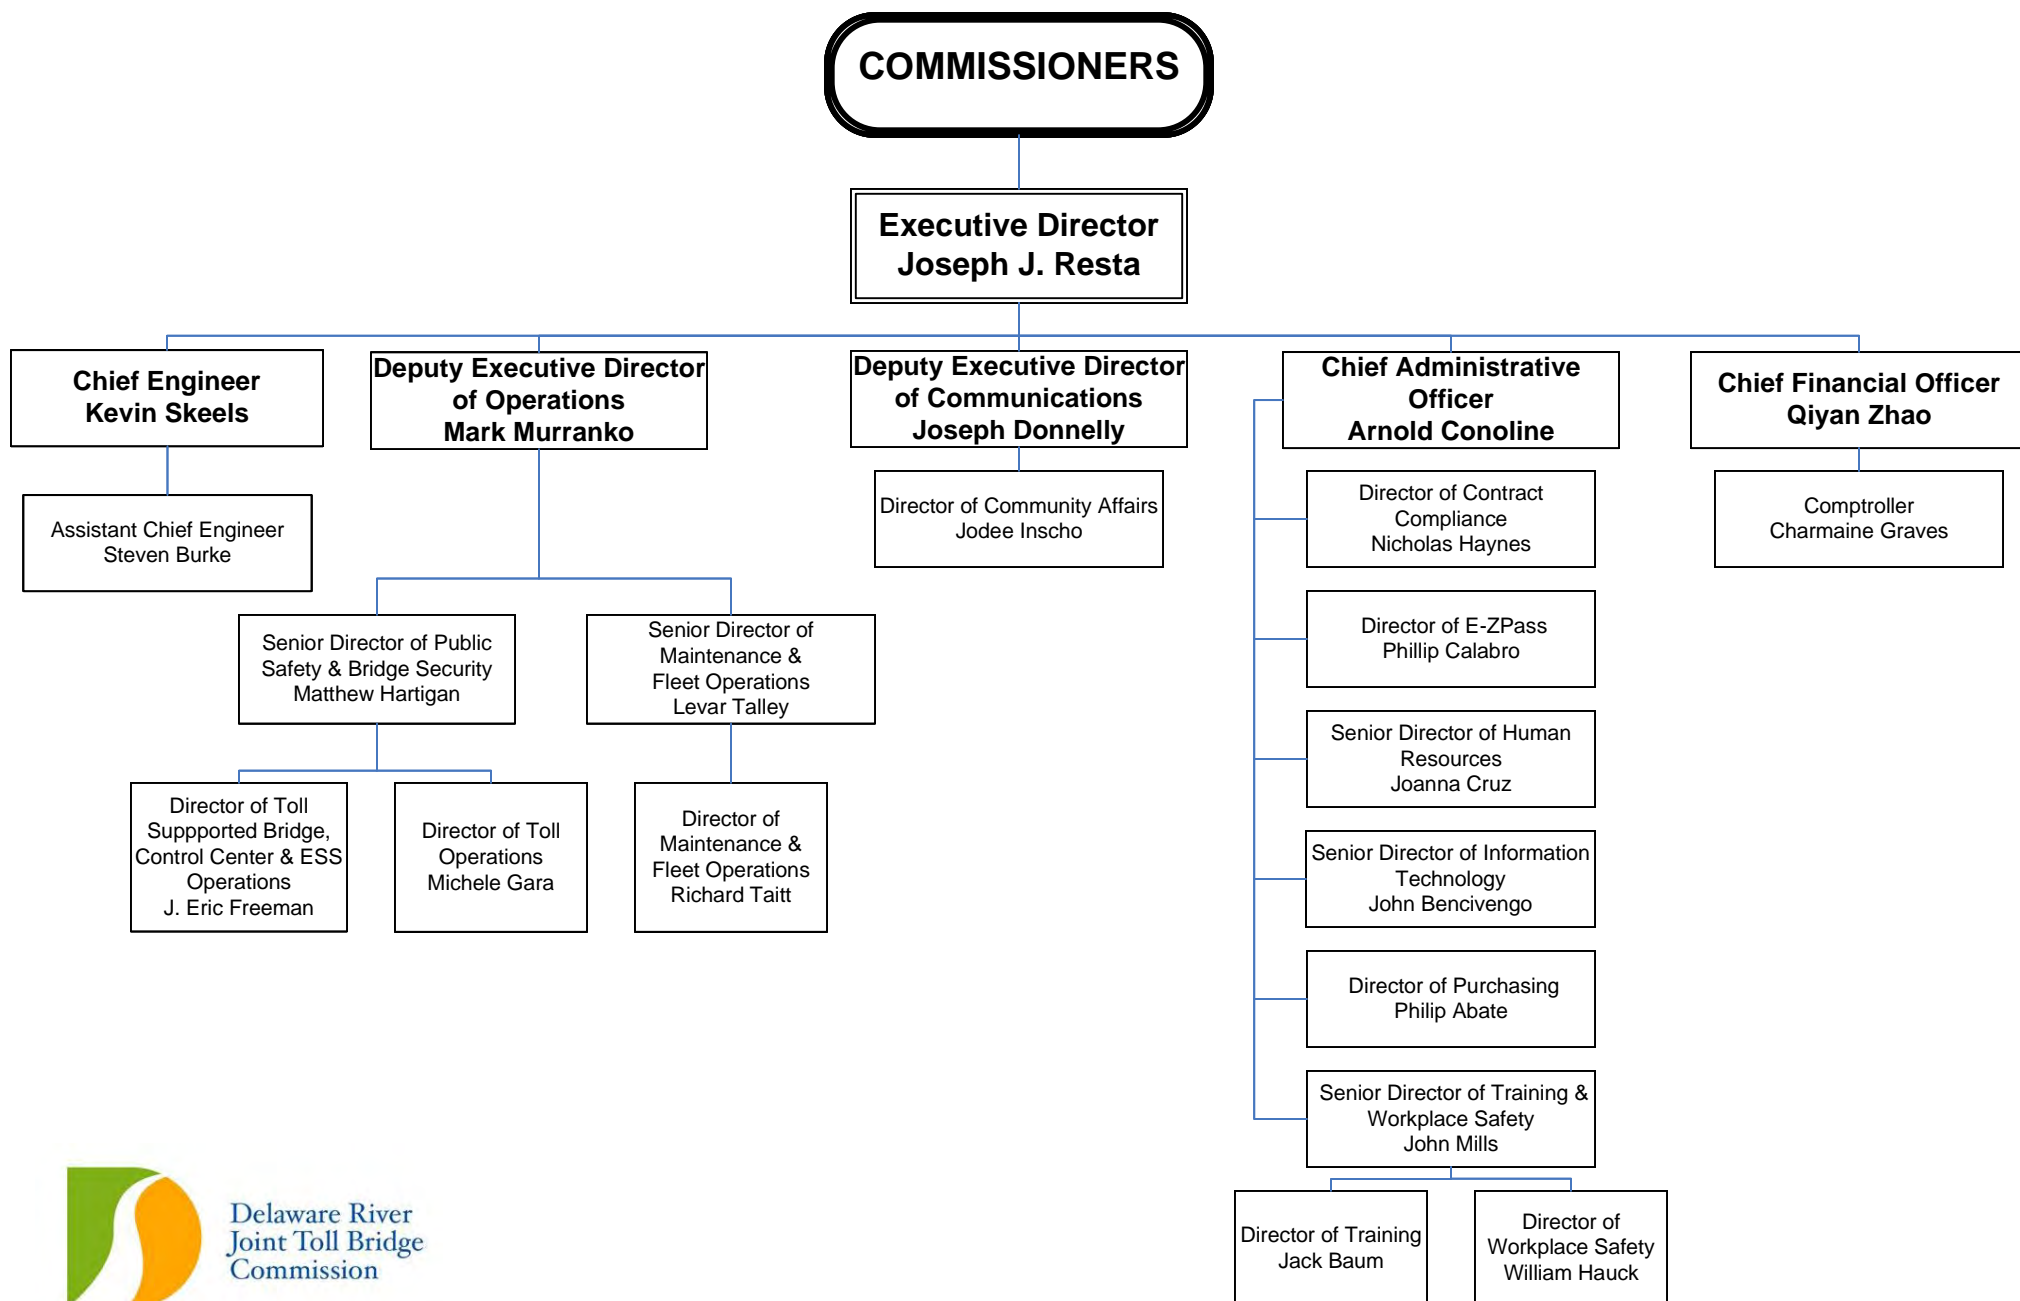 COMMISSIONERS
Executive Director
Joseph J. Resta
Chief Engineer
Kevin Skeels
Deputy Executive Director
of Operations
Mark Murranko
Deputy Executive Director
of Communications
Joseph Donnelly
Chief Administrative
Officer
Arnold Conoline
Chief Financial Officer
Qiyan Zhao
Assistant Chief Engineer
Steven Burke
Director of Community Affairs
Jodee Inscho
Director of Contract
Compliance
Nicholas Haynes
Comptroller
Charmaine Graves
Senior Director of Public
Safety & Bridge Security
Matthew Hartigan
Senior Director of
Maintenance &
Fleet Operations
Levar Talley
Director of E-ZPass
Phillip Calabro
Senior Director of Human
Resources
Joanna Cruz
Director of Toll
Suppported Bridge,
Control Center & ESS
Operations
J. Eric Freeman
Director of Toll
Operations
Michele Gara
Director of
Maintenance &
Fleet Operations
Richard Taitt
Senior Director of Information
Technology
John Bencivengo
Director of Purchasing
Philip Abate
Senior Director of Training &
Workplace Safety
John Mills
Director of Training
Jack Baum
Director of
Workplace Safety
William Hauck
Delaware River
Joint Toll Bridge
Commission